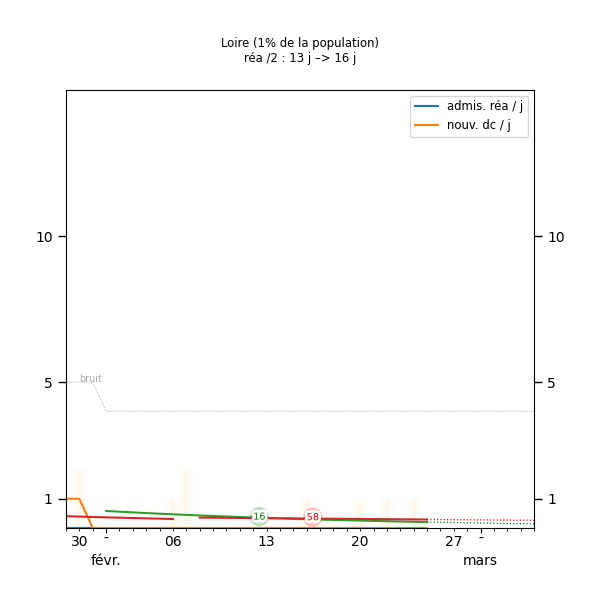 Loire (1% de la population)
réa /2 : 13 j –> 16 j
admis. réa / j
nouv. dc / j
10 10
bruit
5 5
1 1
16 58
30 - 06 13 20 27 -
févr. mars